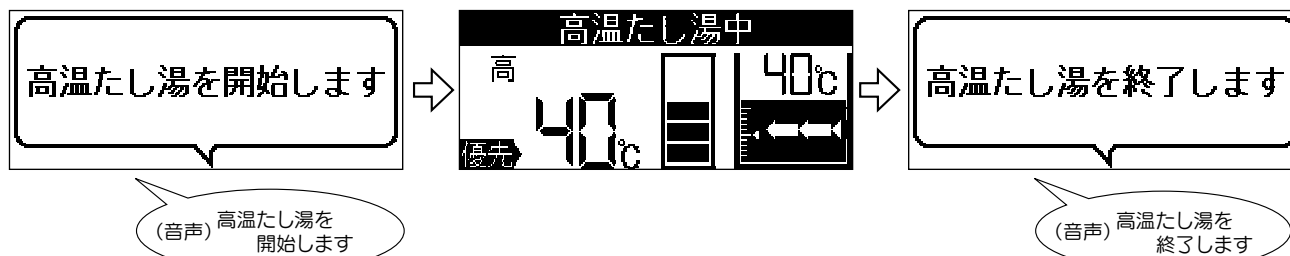 高温たし湯を開始します
高温たし湯中
高
40℃
優先
40℃
高温たし湯を終了します
(音声)高温たし湯を
開始します
(音声)高温たし湯を
終了します